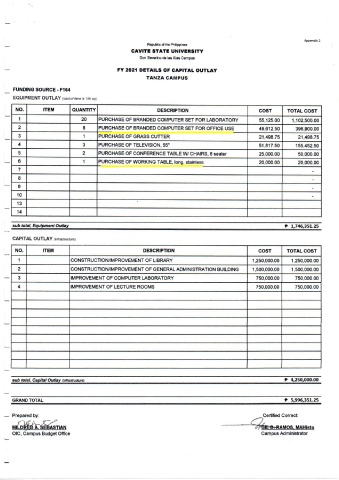 Appendix 2
Republic of the Philippines
CAVITE STATE UNIVERSITY
Don Severino de las Alas Campus
FY 2021 DETAILS OF CAPITAL OUTLAY
TANZA CAMPUS
FUNDING SOURCE - F164
EQUIPMENT OUTLAY
NO. ITEM QUANTITY DESCRIPTION COST TOTAL COST
1 20 PURCHASE OF BRANDED COMPUTER SET FOR LABORATORY 55,125.00 1,102,500.00
2 8 PURCHASE OF BRANDED COMPUTER SET FOR OFFICE USE 49,612.50 396,900.00
3 1 PURCHASE OF GRASS CUTTER 21,498.75 21,498.75
4 3 PURCHASE OF TELEVISION, 55" 51,817.50 155,452.50
5 2 PURCHASE OF CONFERENCE TABLE W/ CHAIRS, 6 seater 25,000.00 50,000.00
6 1 PURCHASE OF WORKING TABLE, long, stainless 20,000.00 20,000.00
7 -
8 -
9 -
10 -
13
14
sub total, Equipment Outlay ₱ 1,746,351.25
CAPITAL OUTLAY (Infrastructure)
NO. ITEM DESCRIPTION COST TOTAL COST
1 CONSTRUCTION/IMPROVEMENT OF LIBRARY 1,250,000.00 1,250,000.00
2 CONSTRUCTION/IMPROVEMENT OF GENERAL ADMINISTRATION BUILDING 1,500,000.00 1,500,000.00
3 IMPROVEMENT OF COMPUTER LABORATORY 750,000.00 750,000.00
4 IMPROVEMENT OF LECTURE ROOMS 750,000.00 750,000.00
sub total, Capital Outlay (Infrastructure) ₱ 4,250,000.00
GRAND TOTAL ₱ 5,996,351.25
Prepared by: Certified Correct:
MILDRED A. SEBASTIAN RAMOS, MAHists
OIC, Campus Budget Office Campus Administrator